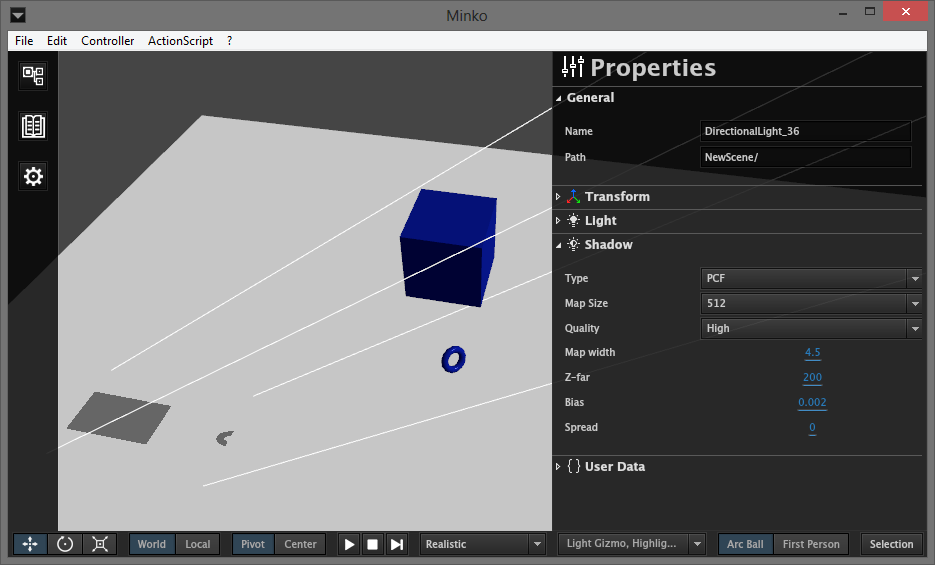 Minko
File Edit Controller ActionScript ?
Properties
General
Name DirectionalLight_36
Path NewScene/
Transform
Light
Shadow
Type PCF
Map Size 512
Quality High
Map width 4.5
Z-far 200
Bias 0.002
Spread 0
{} User Data
World Local Pivot Center Realistic Light Gizmo, Highlig... Arc Ball First Person Selection